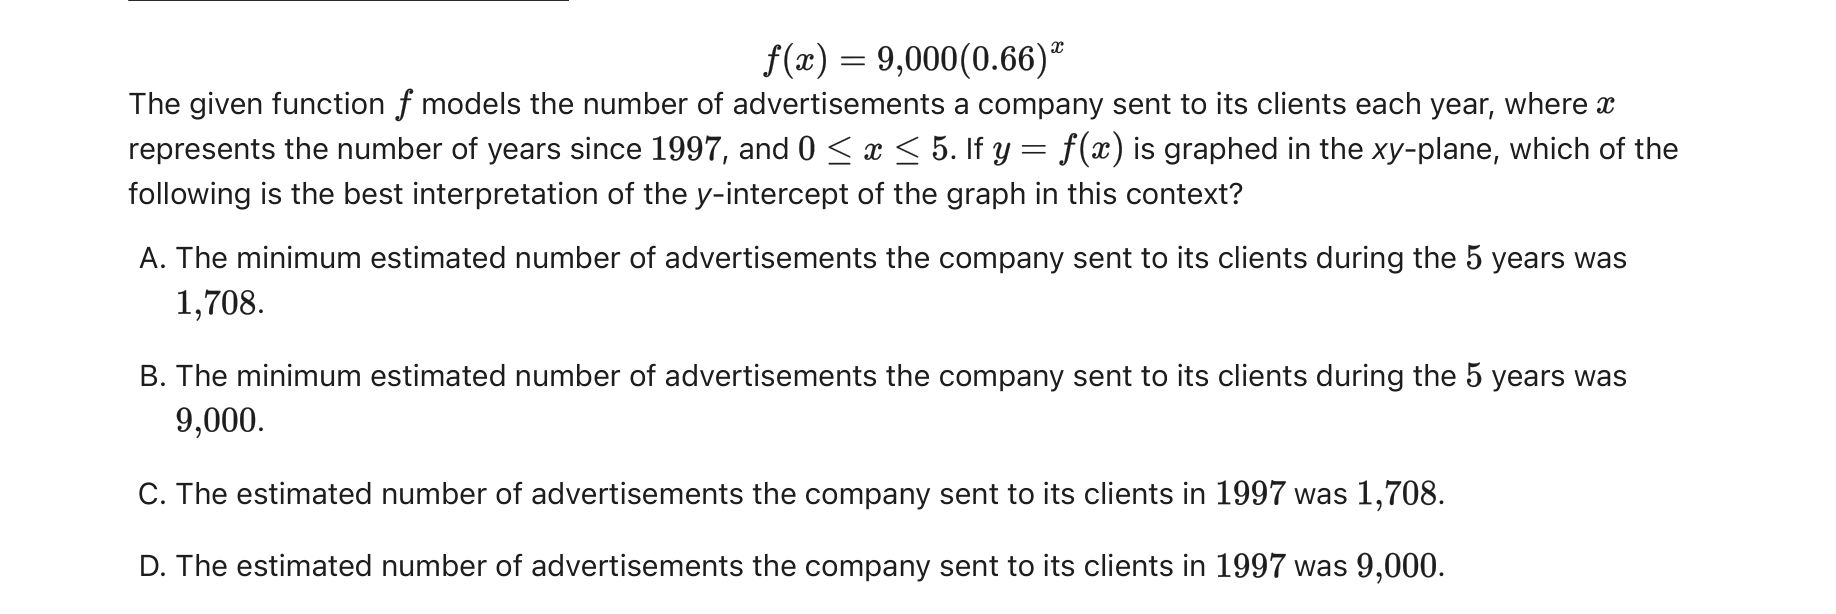 f(x) = 9,000(0.66)ˣ
The given function f models the number of advertisements a company sent to its clients each year, where x
represents the number of years since 1997, and 0 ≤ x ≤ 5. If y = f(x) is graphed in the xy-plane, which of the
following is the best interpretation of the y-intercept of the graph in this context?
A. The minimum estimated number of advertisements the company sent to its clients during the 5 years was
1,708.
B. The minimum estimated number of advertisements the company sent to its clients during the 5 years was
9,000.
C. The estimated number of advertisements the company sent to its clients in 1997 was 1,708.
D. The estimated number of advertisements the company sent to its clients in 1997 was 9,000.